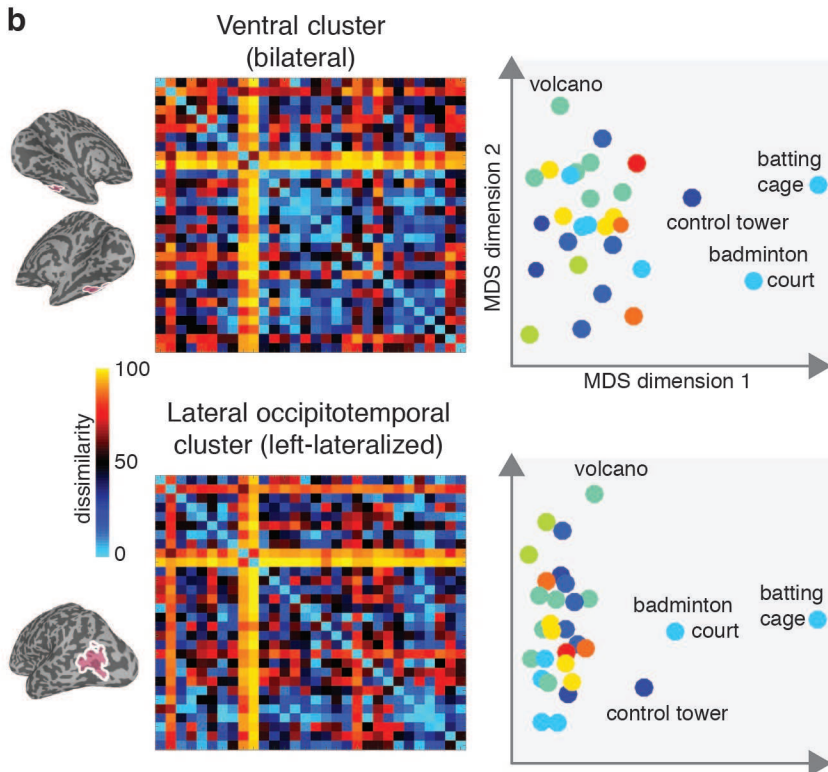 b
Ventral cluster
(bilateral)
volcano
batting
cage
control tower
badminton
court
MDS dimension 2
MDS dimension 1
100
50
0
dissimilarity
Lateral occipitotemporal
cluster (left-lateralized)
volcano
badminton
court
batting
cage
control tower